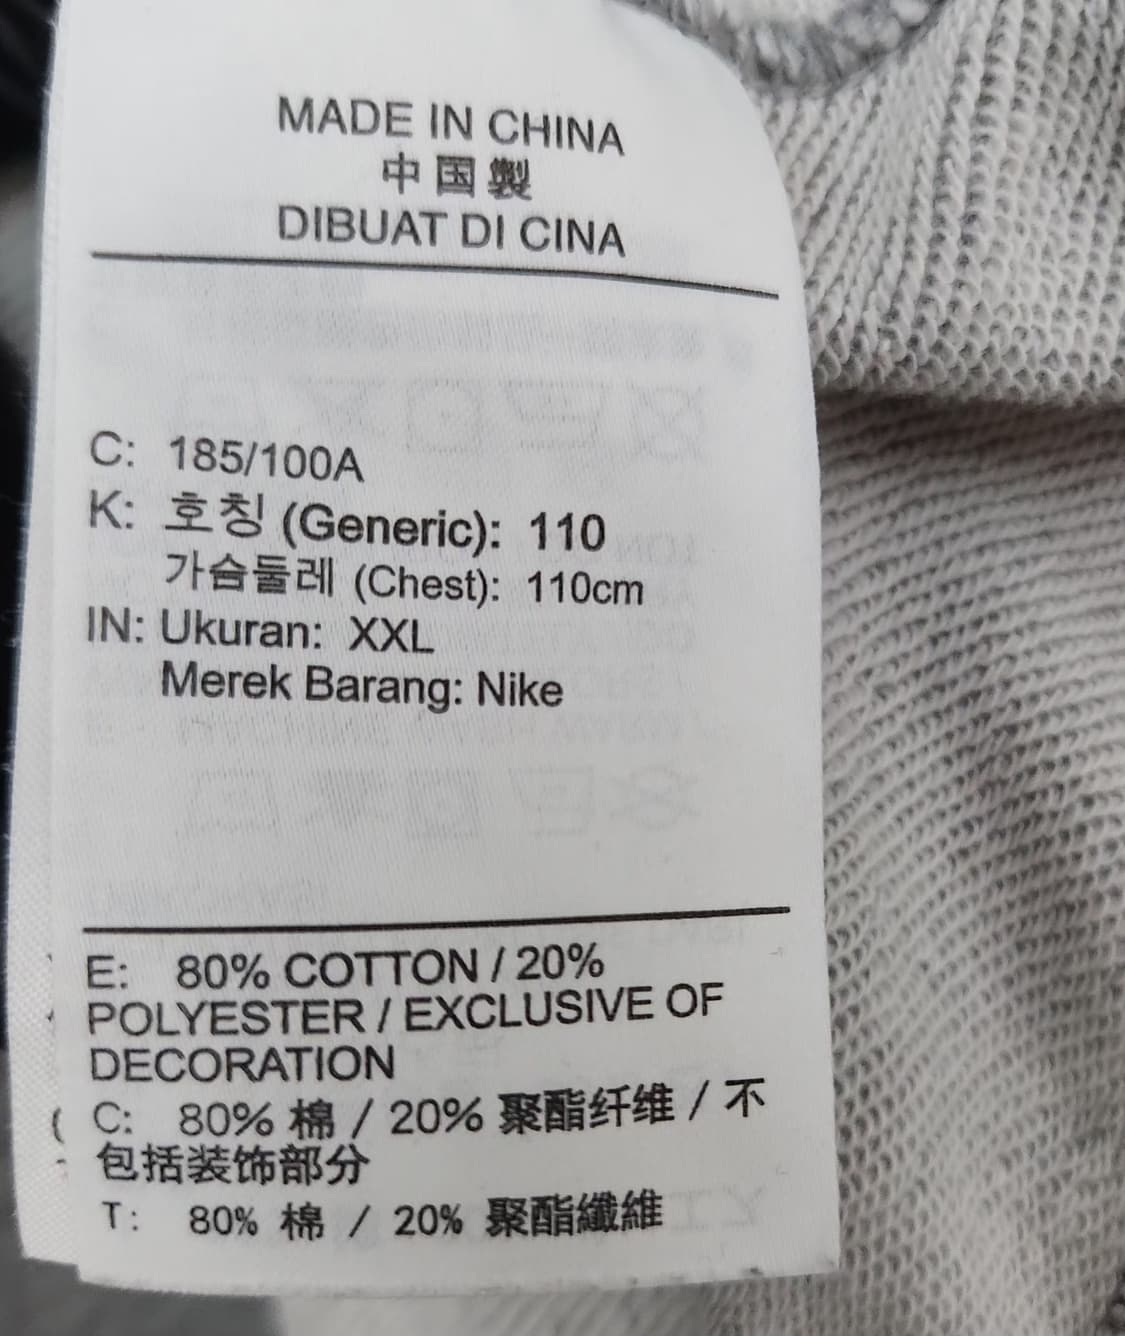 MADE IN CHINA
中国製
DIBUAT DI CINA
C: 185/100A
K: 호칭 (Generic): 110
가슴둘레 (Chest): 110cm
IN: Ukuran: XXL
Merek Barang: Nike
E: 80% COTTON / 20%
POLYESTER / EXCLUSIVE OF
DECORATION
C: 80% 棉 / 20% 聚酯纤维 / 不
包括装饰部分
T: 80% 棉 / 20% 聚酯纖維